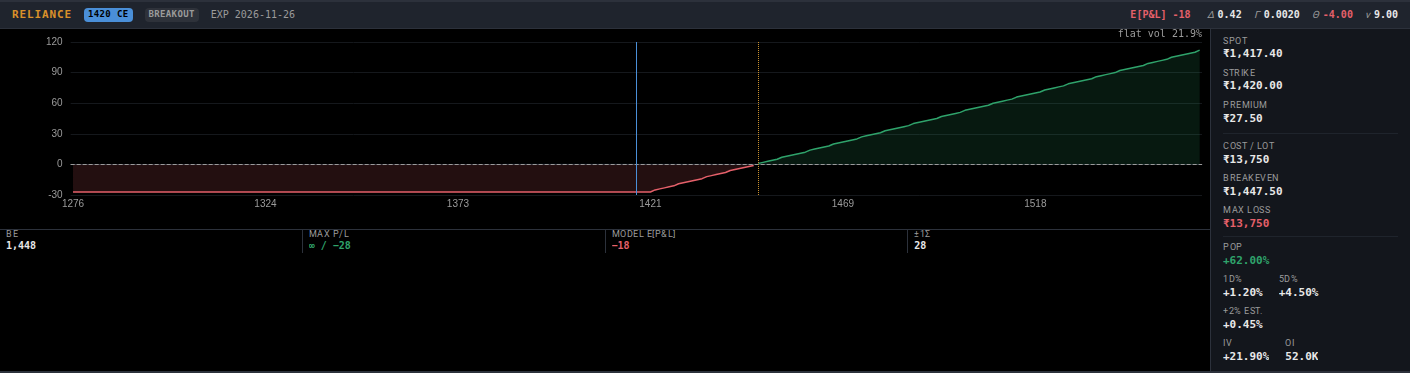 RELIANCE 1420 CE BREAKOUT EXP 2026-11-26 E[P&L] -18 Δ 0.42 Γ 0.0020 Θ -4.00 ν 9.00
flat vol 21.9%
120
90
60
30
0
-30
1276 1324 1373 1421 1469 1518
BE
1,448
MAX P/L
∞ / −28
MODEL E[P&L]
−18
±1Σ
28
SPOT
₹1,417.40
STRIKE
₹1,420.00
PREMIUM
₹27.50
COST / LOT
₹13,750
BREAKEVEN
₹1,447.50
MAX LOSS
₹13,750
POP
+62.00%
1D% 5D%
+1.20% +4.50%
+2% EST.
+0.45%
IV OI
+21.90% 52.0K